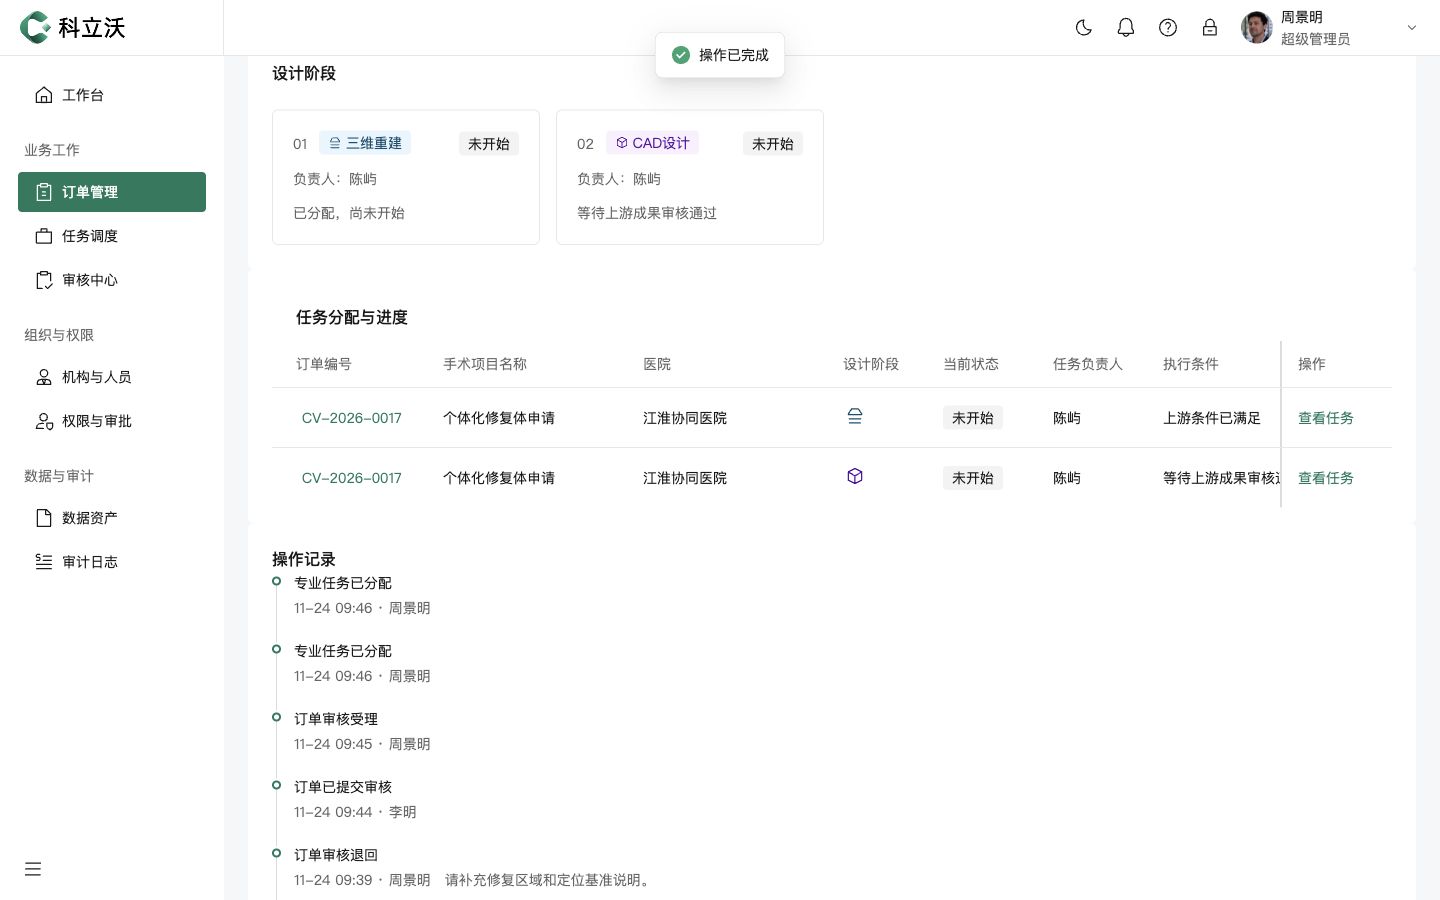 科立沃
操作已完成
周景明
超级管理员
工作台
业务工作
订单管理
任务调度
审核中心
组织与权限
机构与人员
权限与审批
数据与审计
数据资产
审计日志
设计阶段
01 三维重建 未开始
负责人：陈屿
已分配，尚未开始
02 CAD设计 未开始
负责人：陈屿
等待上游成果审核通过
任务分配与进度
订单编号 手术项目名称 医院 设计阶段 当前状态 任务负责人 执行条件 操作
CV-2026-0017 个体化修复体申请 江淮协同医院 未开始 陈屿 上游条件已满足 查看任务
CV-2026-0017 个体化修复体申请 江淮协同医院 未开始 陈屿 等待上游成果审核 查看任务
操作记录
专业任务已分配
11-24 09:46 · 周景明
专业任务已分配
11-24 09:46 · 周景明
订单审核受理
11-24 09:45 · 周景明
订单已提交审核
11-24 09:44 · 李明
订单审核退回
11-24 09:39 · 周景明 请补充修复区域和定位基准说明。